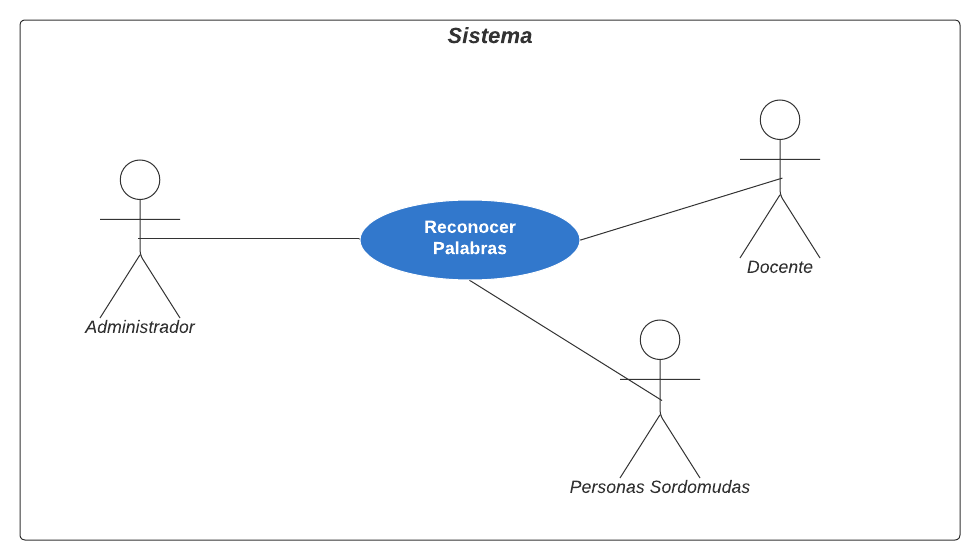 Sistema
Reconocer
Palabras
Docente
Administrador
Personas Sordomudas